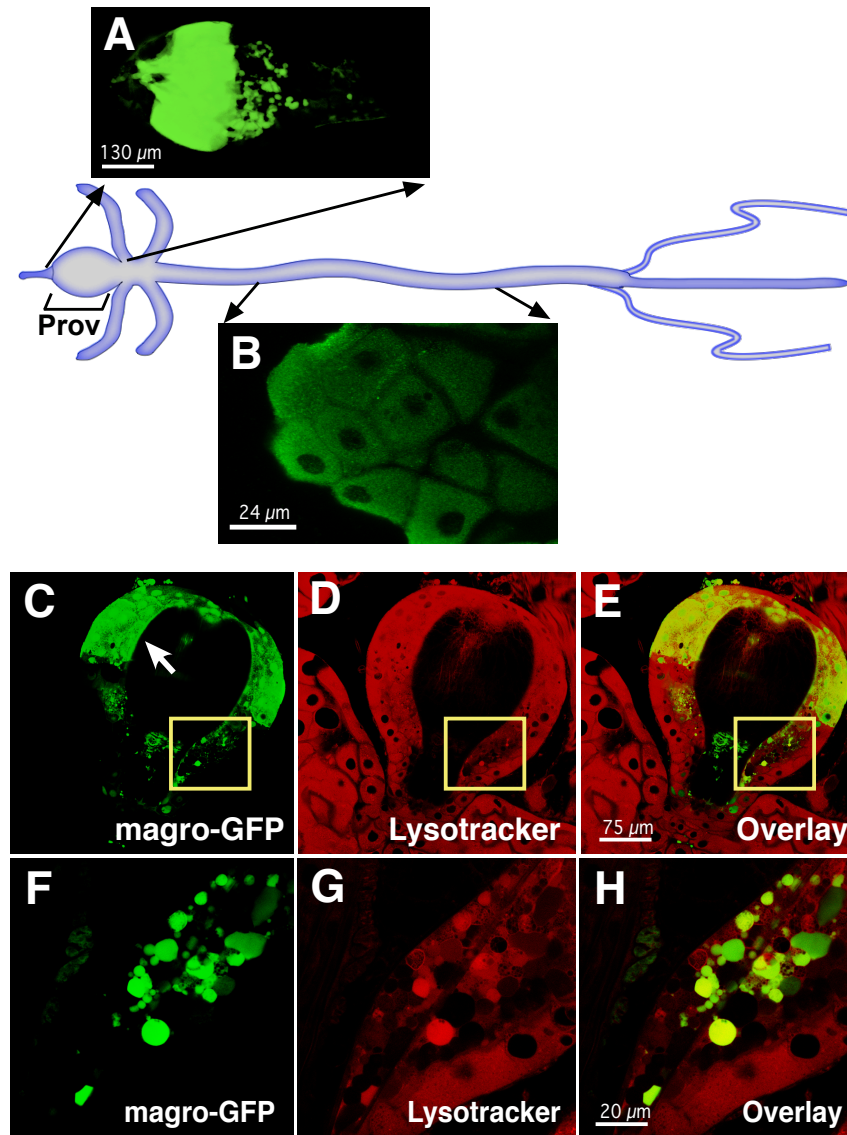 A
130 µm
Prov
B
24 µm
C
D
E
magro-GFP
Lysotracker
75 µm
Overlay
F
G
H
magro-GFP
Lysotracker
20 µm
Overlay